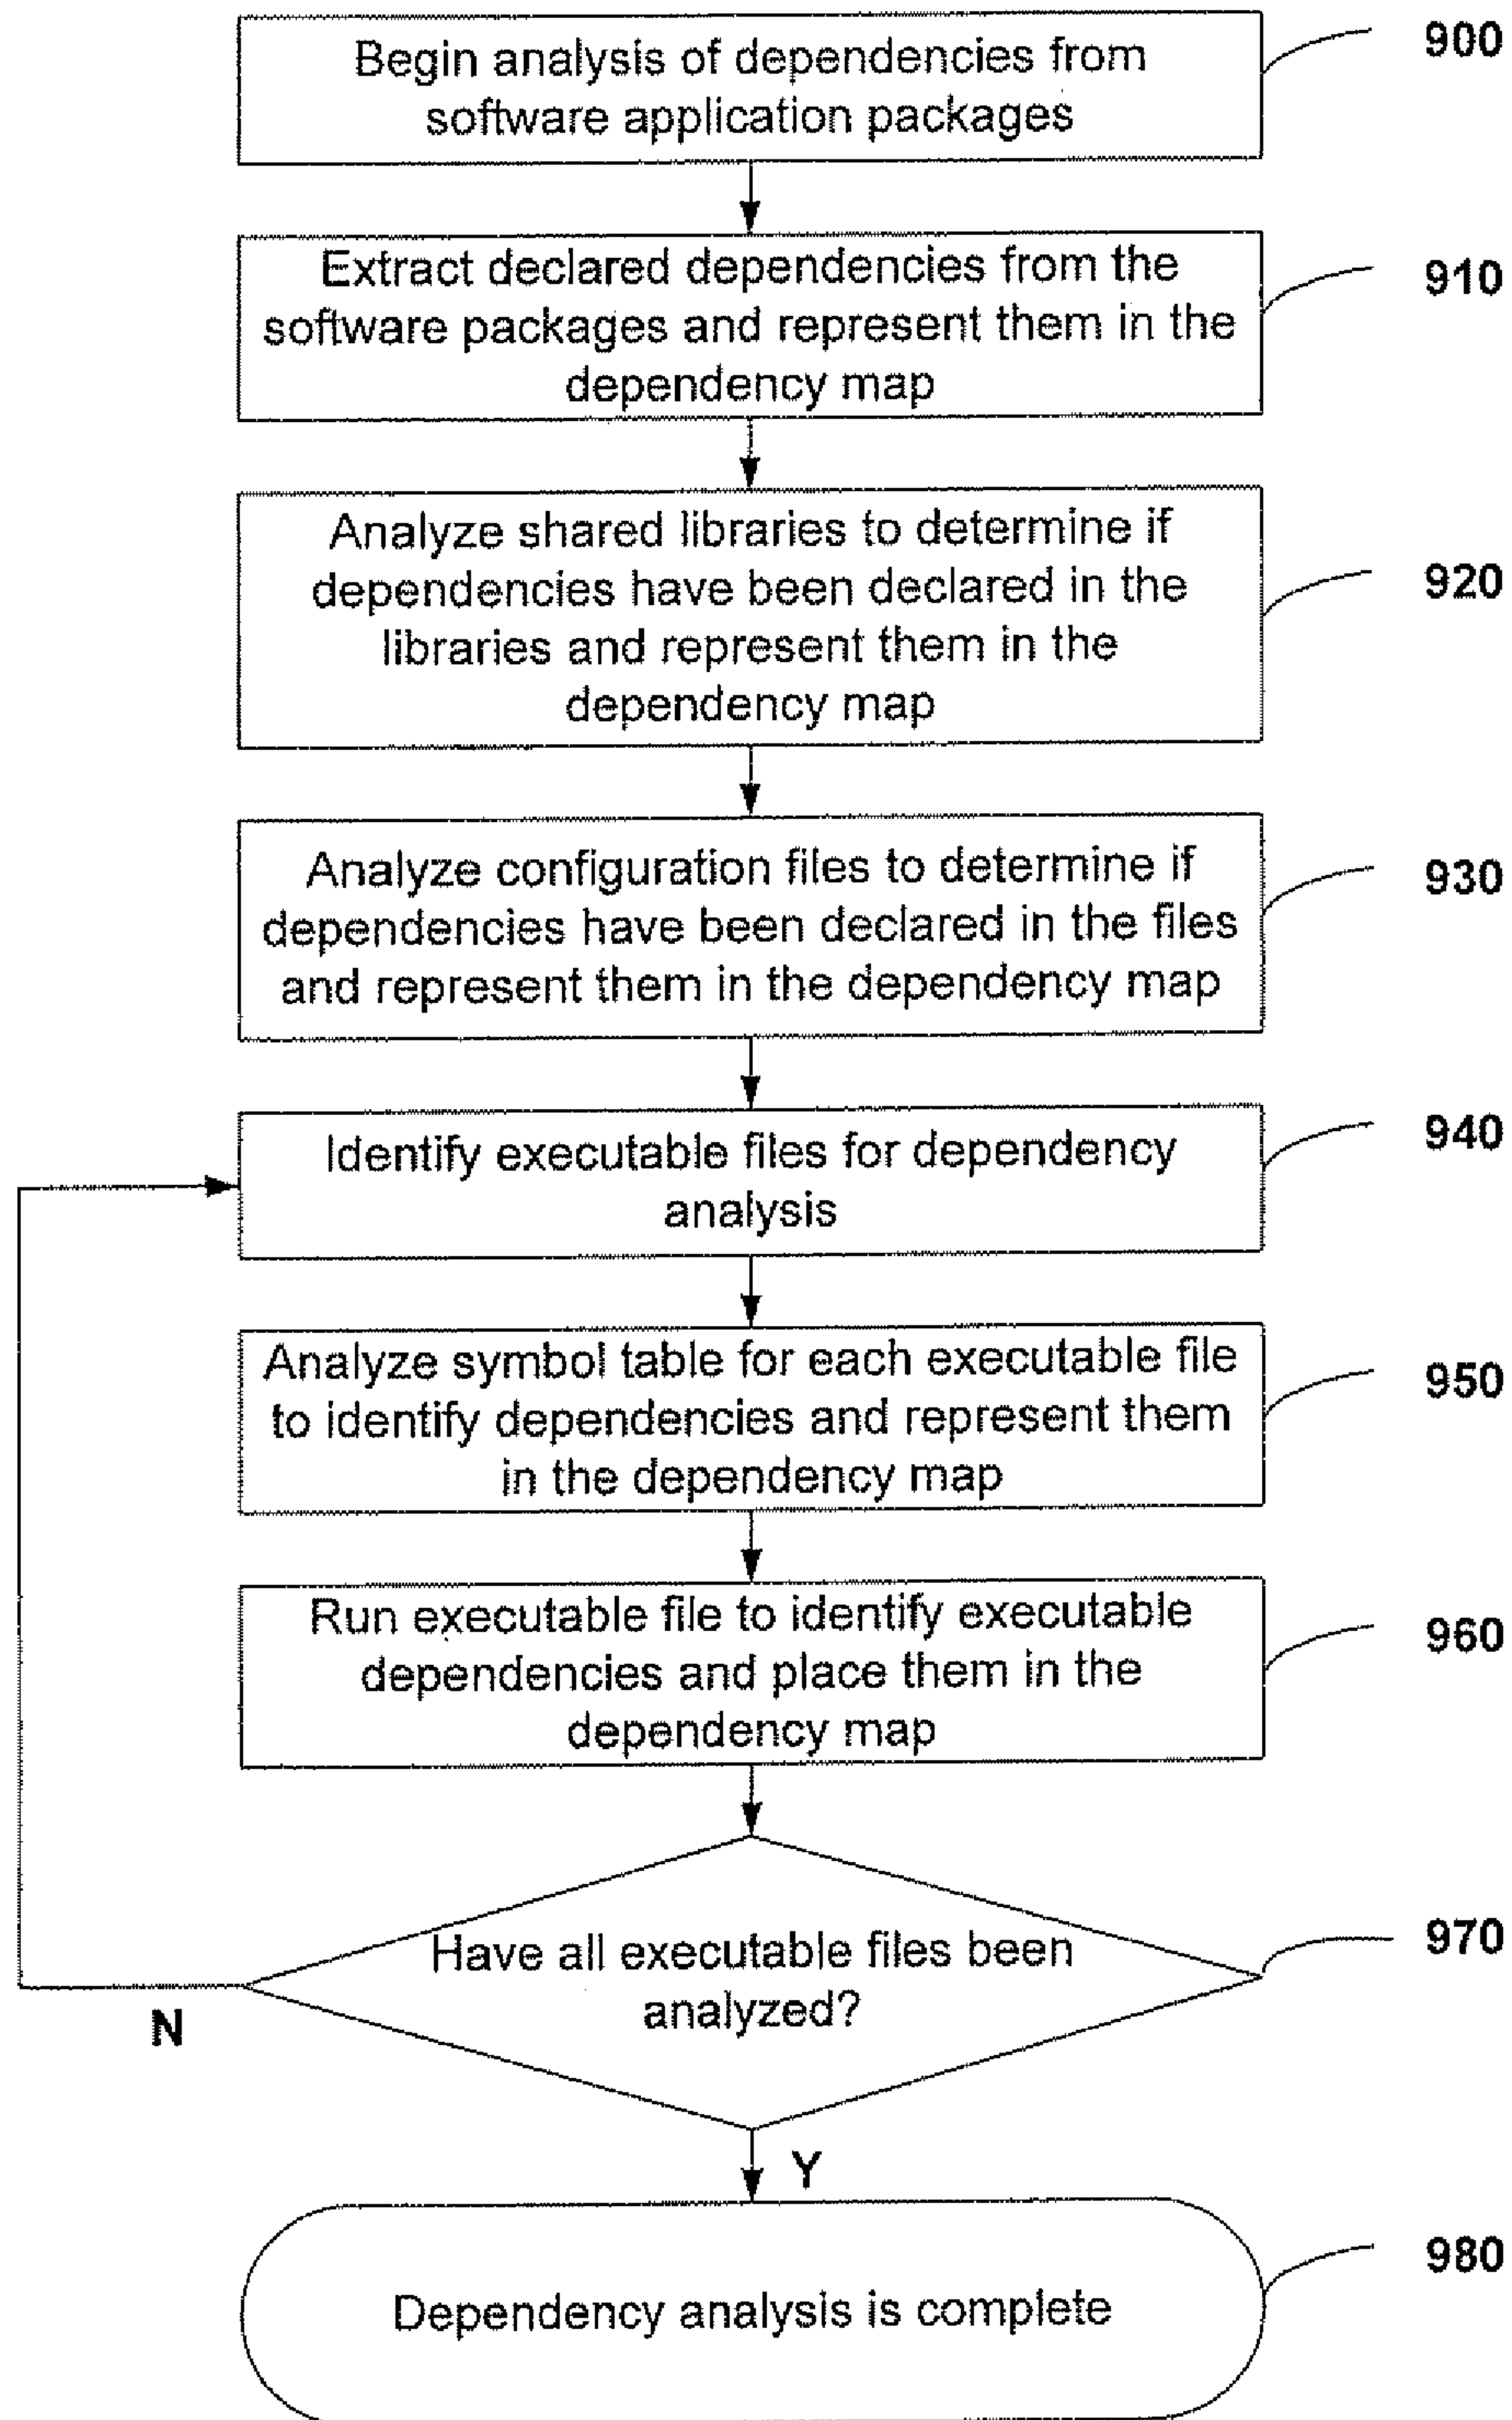 Begin analysis of dependencies from
software application packages
900
Extract declared dependencies from the
software packages and represent them in the
dependency map
910
Analyze shared libraries to determine if
dependencies have been declared in the
libraries and represent them in the
dependency map
920
Analyze configuration files to determine if
dependencies have been declared in the files
and represent them in the dependency map
930
Identify executable files for dependency
analysis
940
Analyze symbol table for each executable file
to identify dependencies and represent them
in the dependency map
950
Run executable file to identify executable
dependencies and place them in the
dependency map
960
Have all executable files been
analyzed?
970
N
Y
Dependency analysis is complete
980